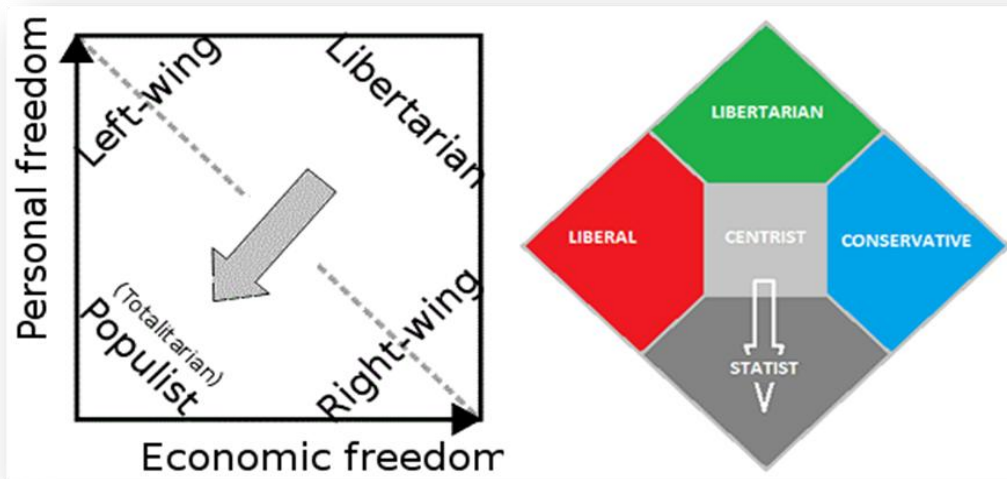 Personal freedom
Left-wing
Libertarian
(Totalitarian)
Populist
Right-wing
Economic freedom
LIBERTARIAN
LIBERAL
CENTRIST
CONSERVATIVE
STATIST